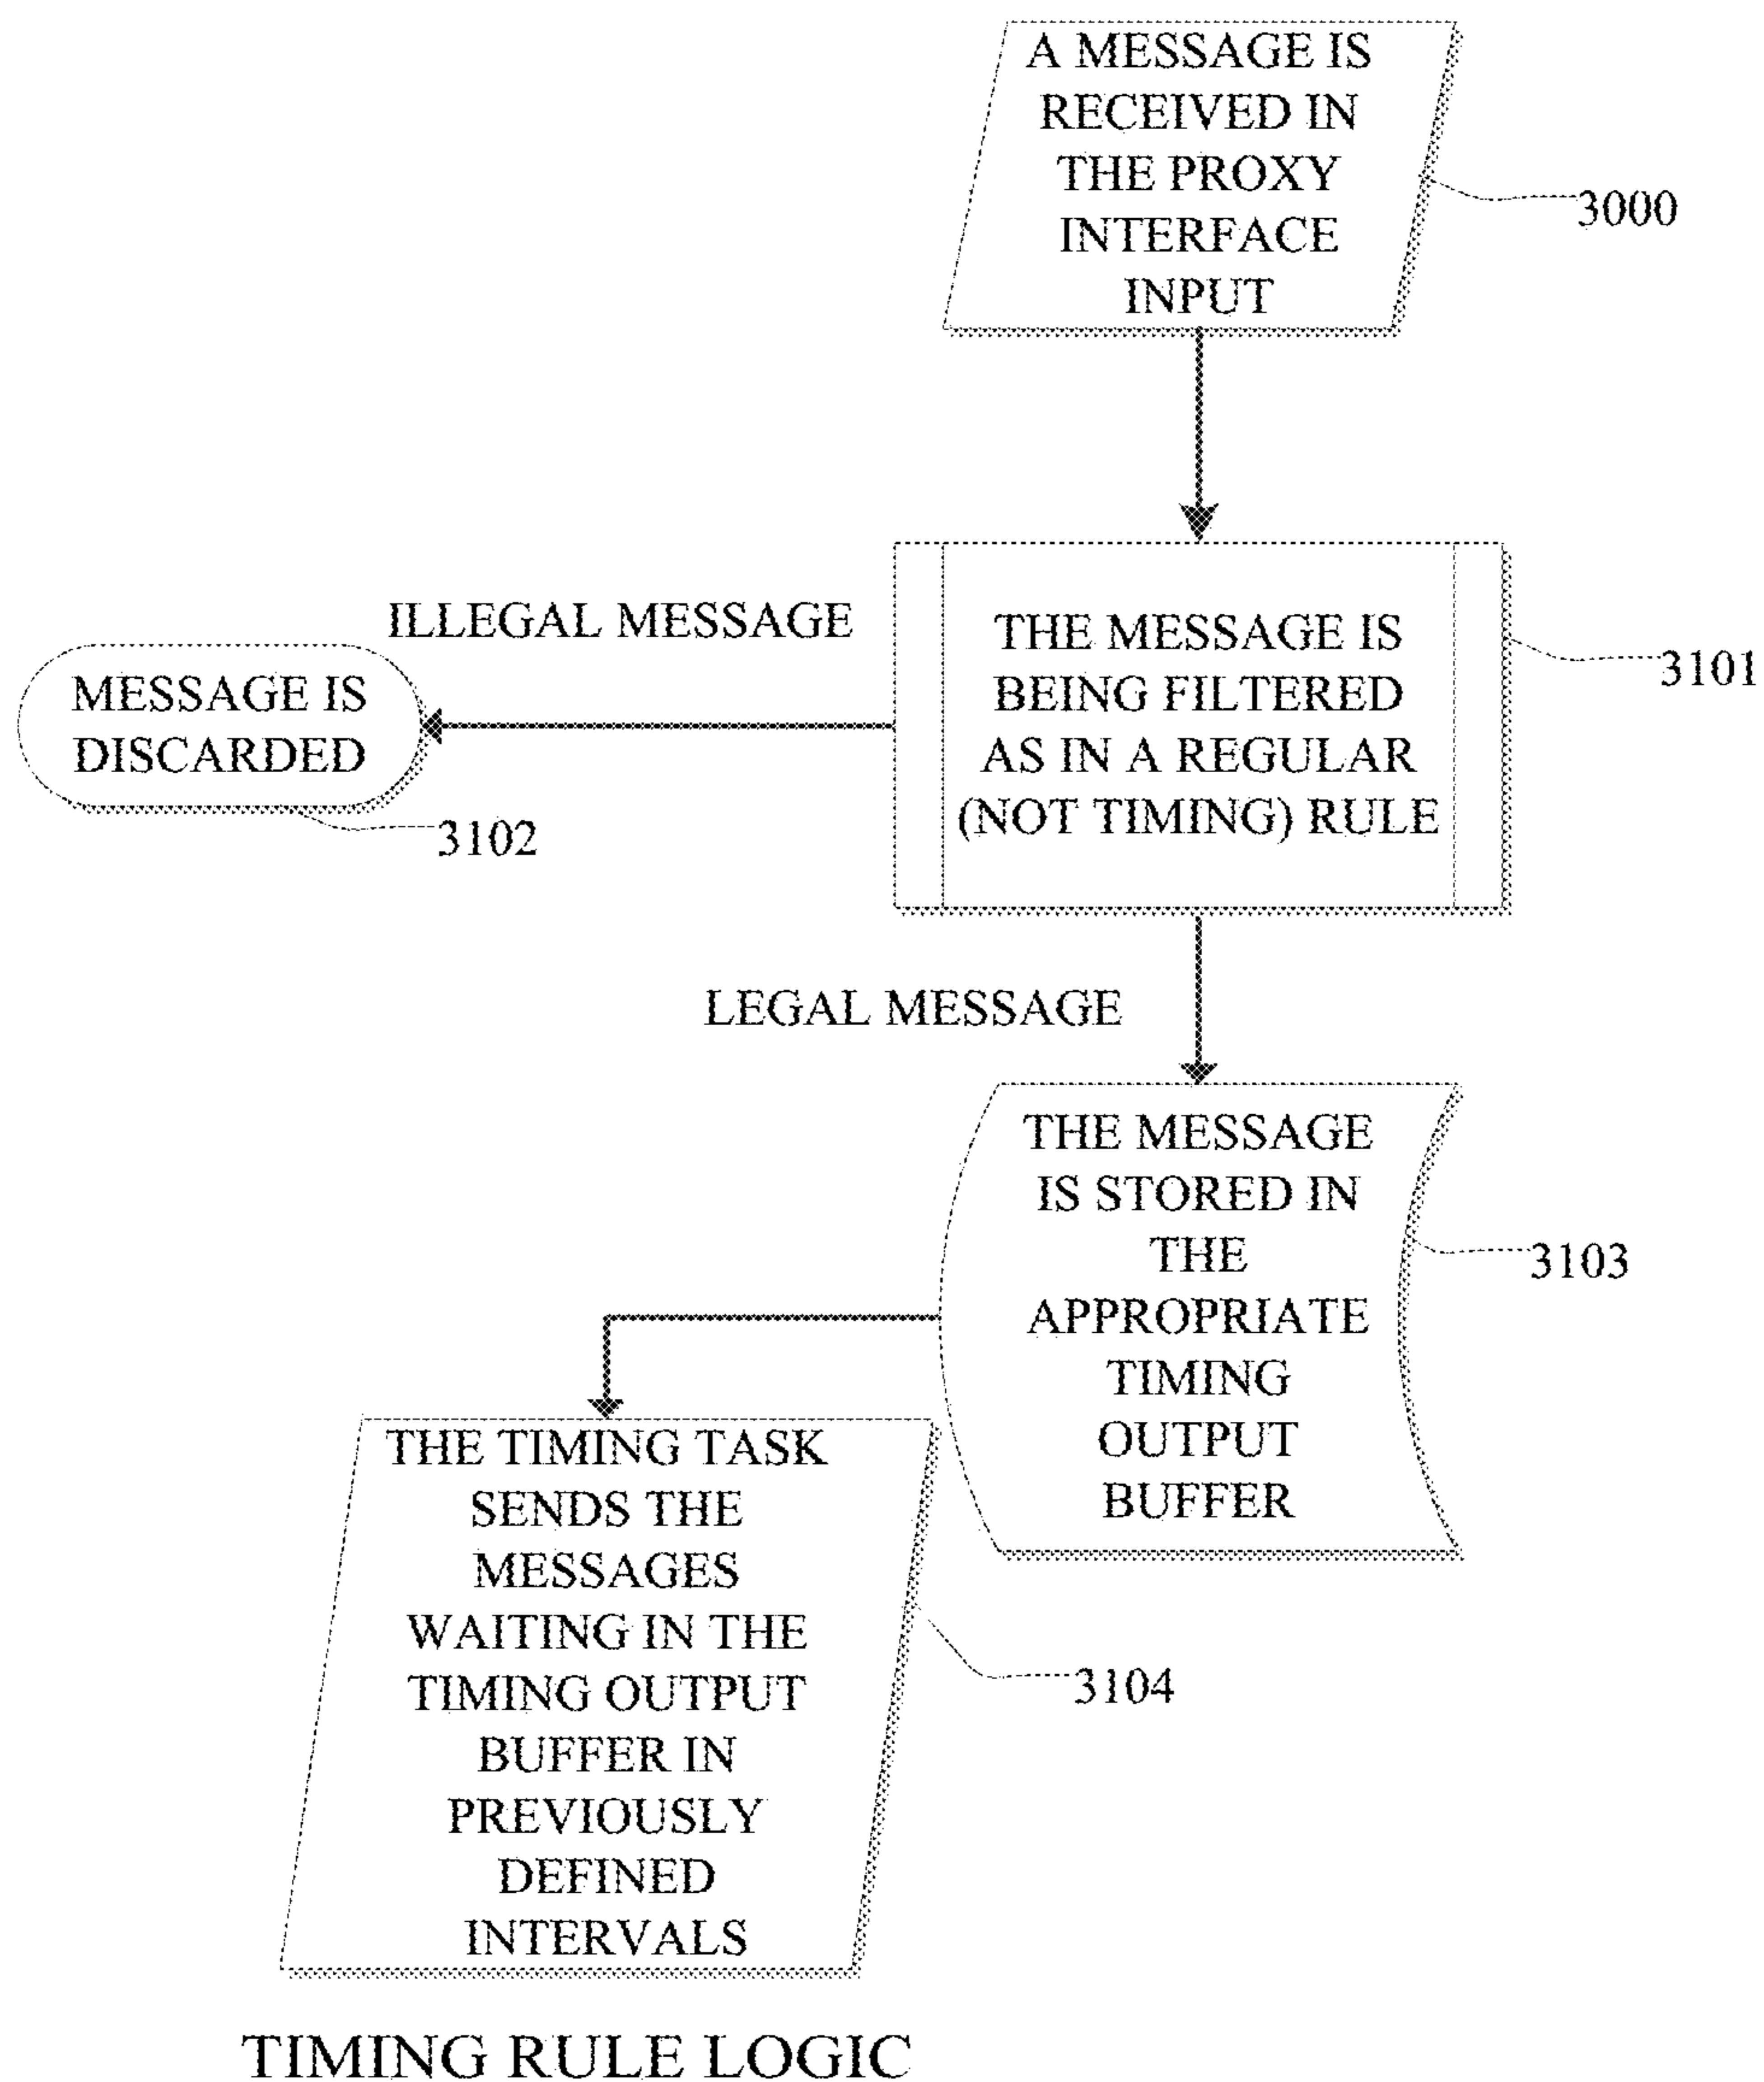 A MESSAGE IS
RECEIVED IN
THE PROXY
INTERFACE
INPUT
3000
ILLEGAL MESSAGE
THE MESSAGE IS
BEING FILTERED
AS IN A REGULAR
(NOT TIMING) RULE
3101
MESSAGE IS
DISCARDED
3102
LEGAL MESSAGE
THE MESSAGE
IS STORED IN
THE
APPROPRIATE
TIMING
OUTPUT
BUFFER
3103
THE TIMING TASK
SENDS THE
MESSAGES
WAITING IN THE
TIMING OUTPUT
BUFFER IN
PREVIOUSLY
DEFINED
INTERVALS
3104
TIMING RULE LOGIC